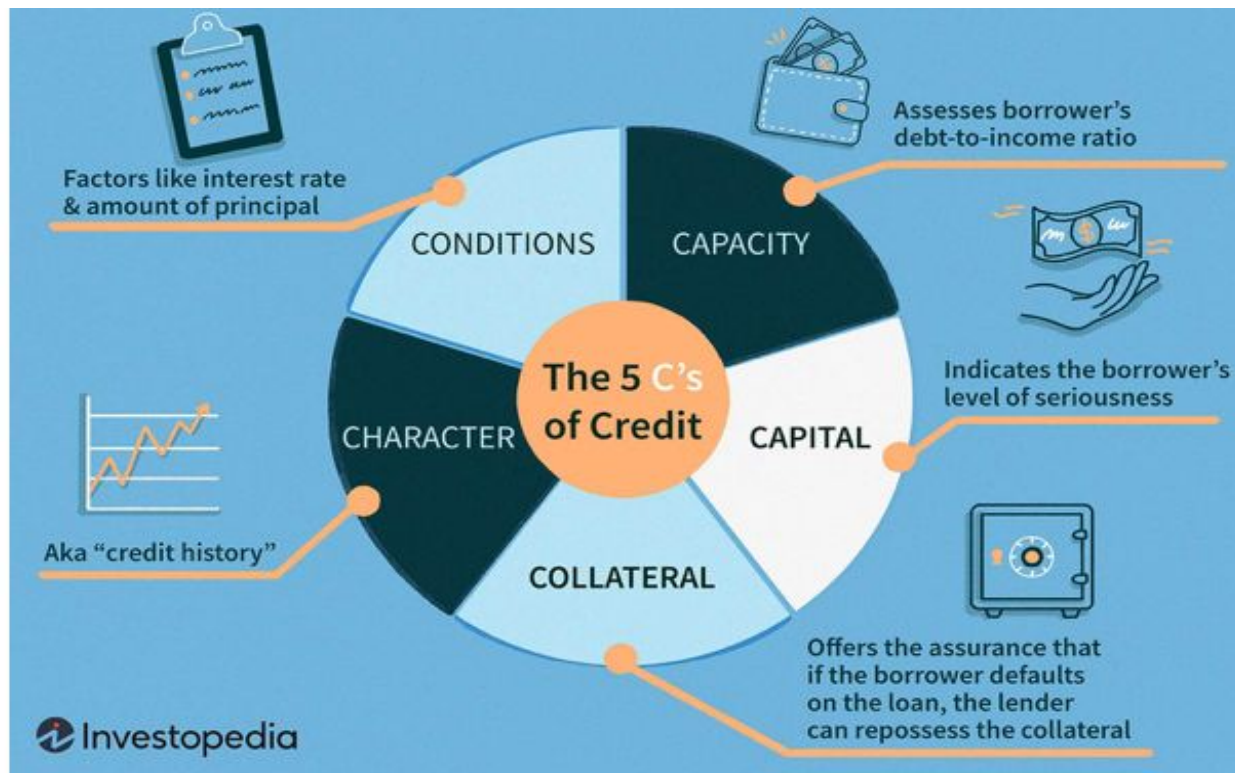 Factors like interest rate
& amount of principal
CONDITIONS
CAPACITY
Assesses borrower's
debt-to-income ratio
The 5 C's
of Credit
CHARACTER
Aka “credit history”
CAPITAL
Indicates the borrower's
level of seriousness
COLLATERAL
Offers the assurance that
if the borrower defaults
on the loan, the lender
can repossess the collateral
Investopedia